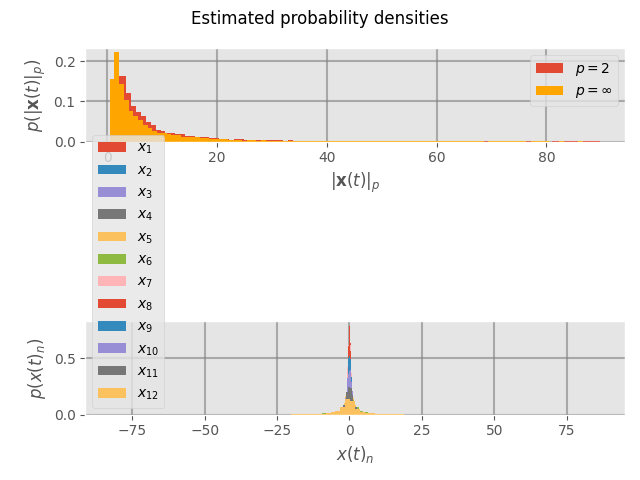 Estimated probability densities
p(|x(t)|ₚ)
0.2
0.1
0.0
p = 2
p = ∞
0
20
40
60
80
|x(t)|ₚ
x₁
x₂
x₃
x₄
x₅
x₆
x₇
x₈
x₉
x₁₀
x₁₁
x₁₂
p(x(t)ₙ)
0.5
0.0
−75
−50
−25
0
25
50
75
x(t)ₙ